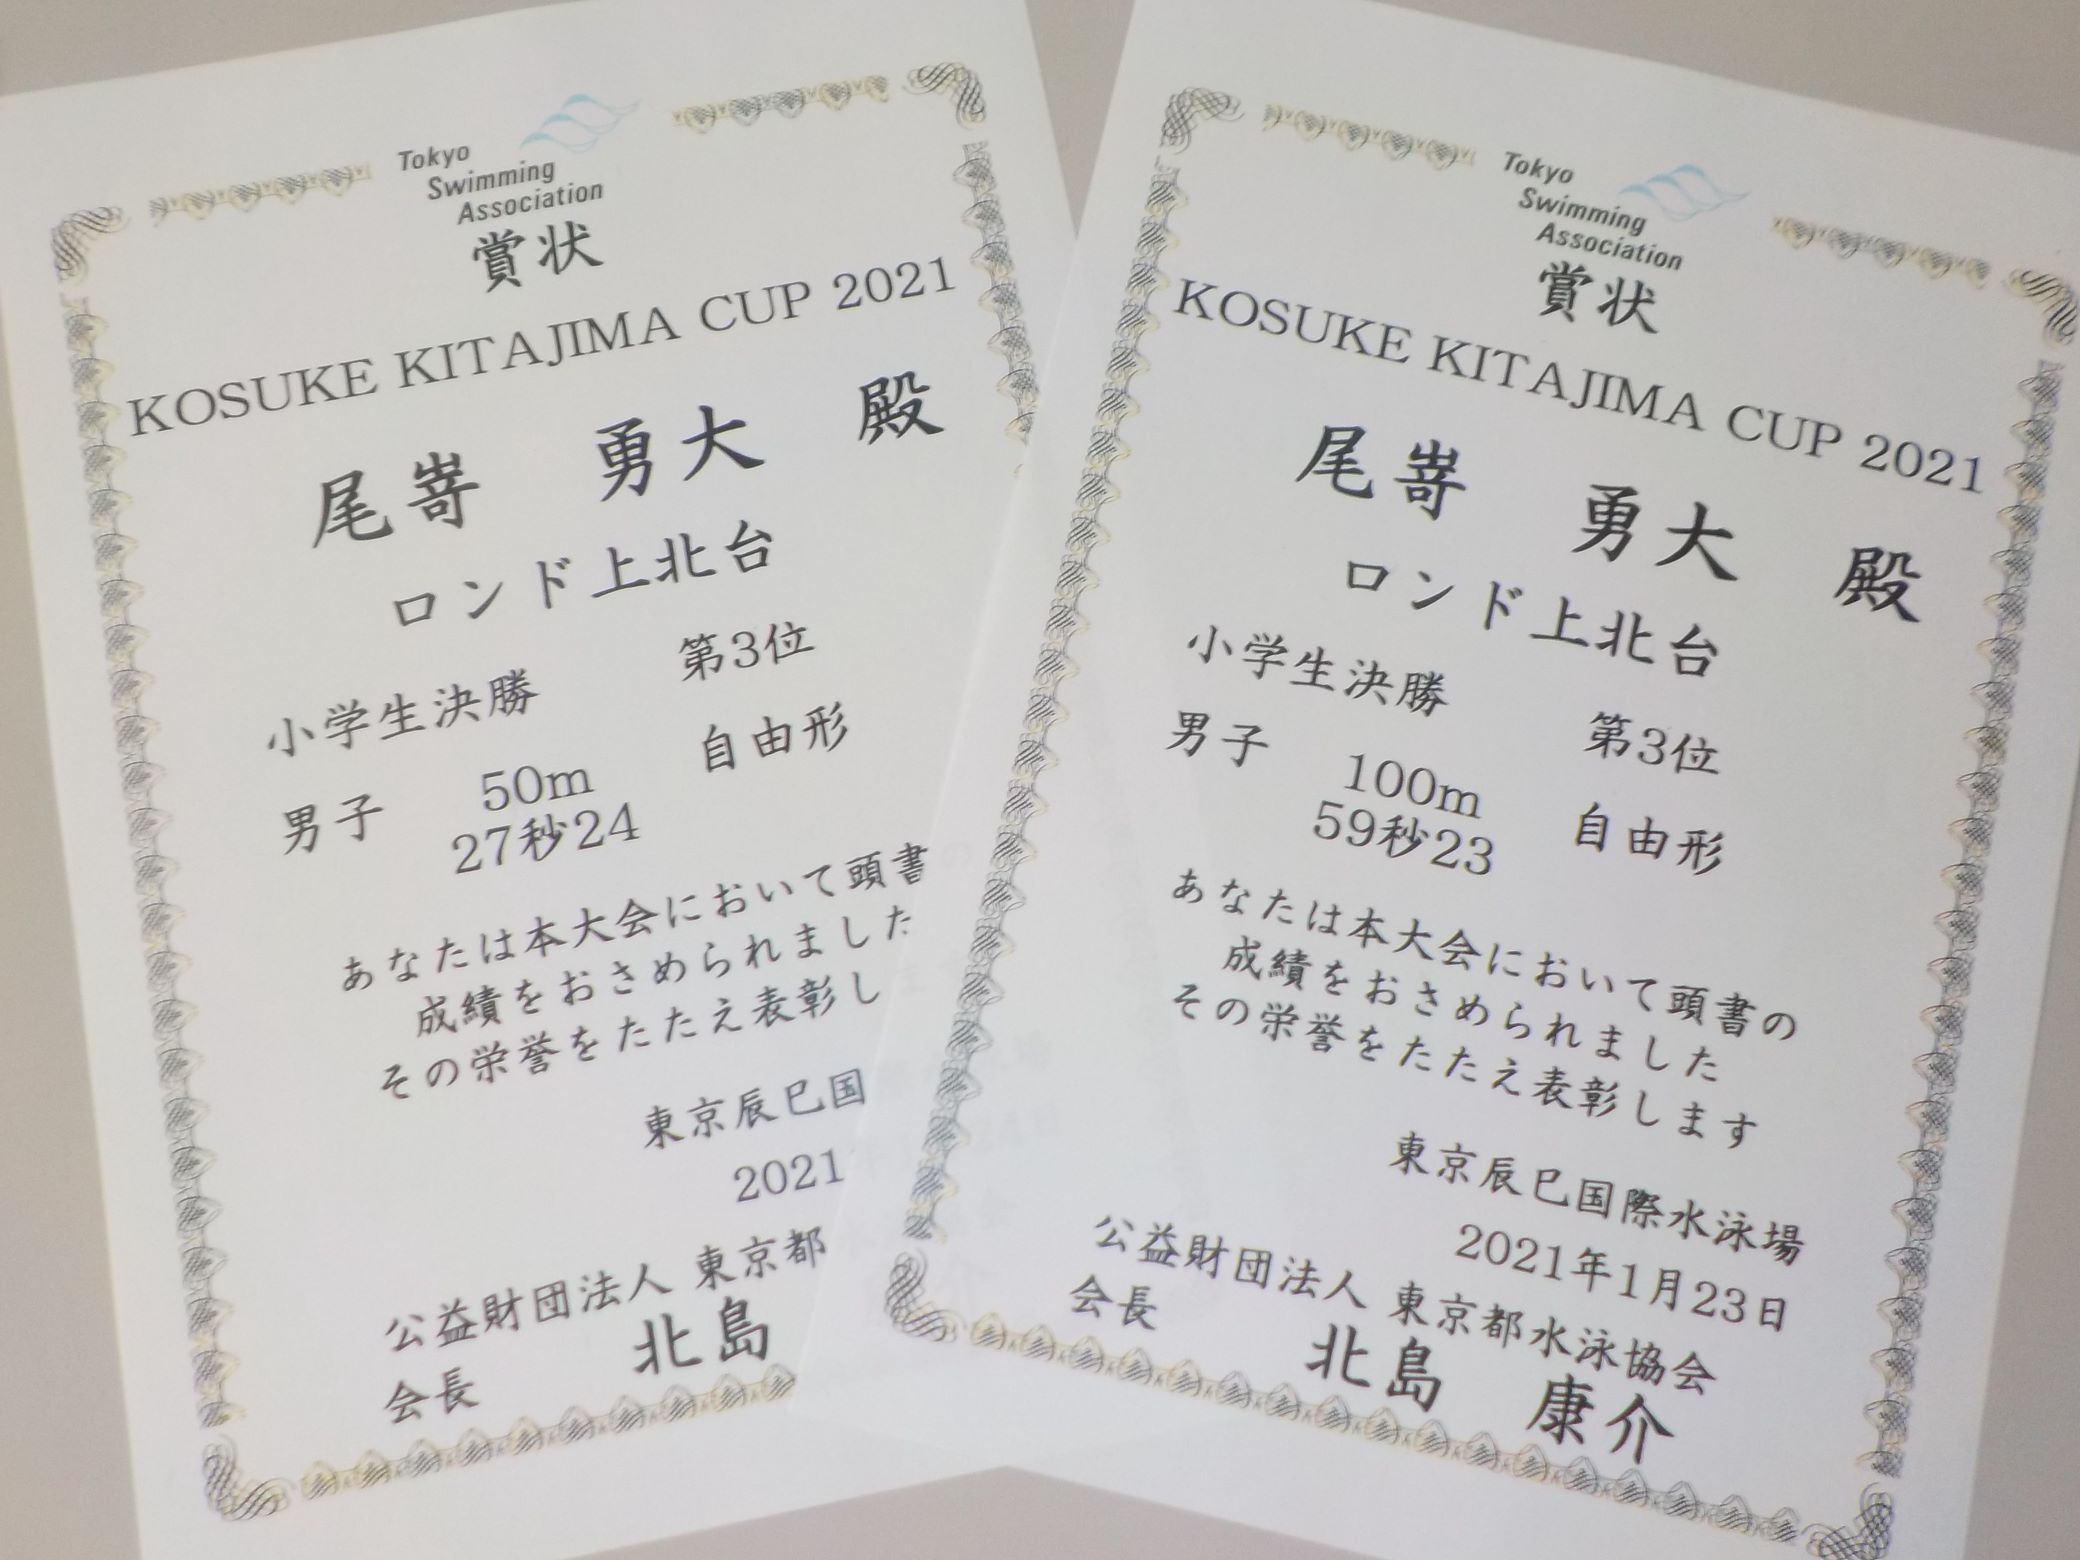 Tokyo
Swimming
Association
賞状
KOSUKE KITAJIMA CUP 2021
尾嵜 勇大 殿
ロンド上北台
小学生決勝 第3位
男子 50m 自由形
27秒24
あなたは本大会において頭書
成績をおさめられました
その栄誉をたたえ表彰し
東京辰巳国
2021
公益財団法人 東京都
会長 北島
Tokyo
Swimming
Association
賞状
KOSUKE KITAJIMA CUP 2021
尾嵜 勇大 殿
ロンド上北台
小学生決勝 第3位
男子 100m 自由形
59秒23
あなたは本大会において頭書の
成績をおさめられました
その栄誉をたたえ表彰します
東京辰巳国際水泳場
2021年1月23日
公益財団法人 東京都水泳協会
会長 北島 康介